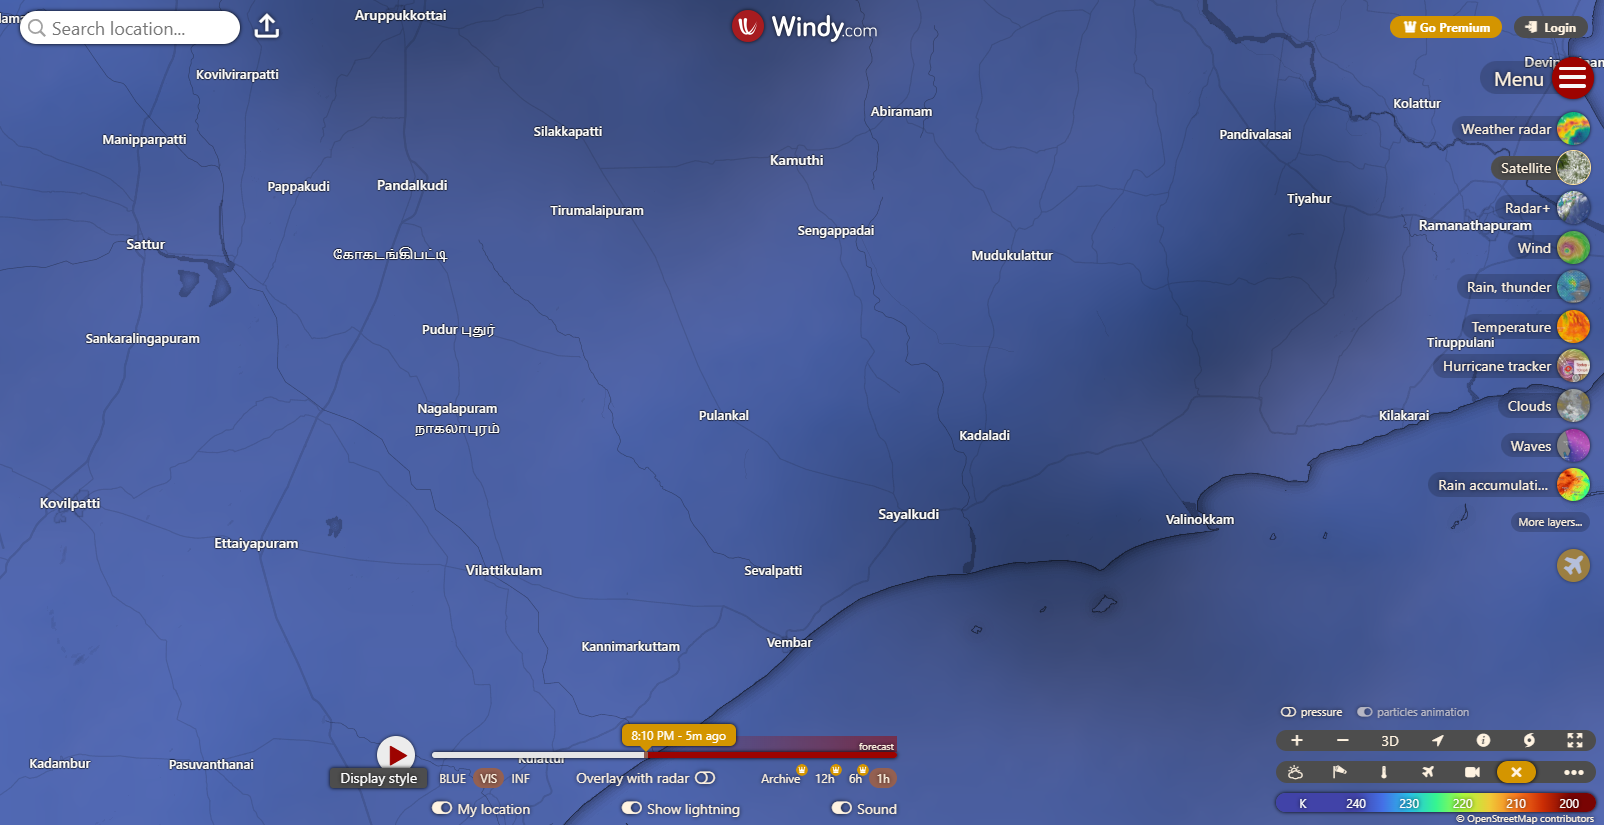 Search location...
Aruppukkottai
Windy.com
Go Premium
Login
Menu
Kovilvirarpatti
Manipparpatti
Silakkapatti
Abiramam
Kolattur
Pandivalasai
Weather radar
Kamuthi
Satellite
Pappakudi
Pandalkudi
Tirumalaipuram
Tiyahur
Radar+
Ramanathapuram
Sengappadai
Sattur
கோகடங்கிபட்டி
Mudukulattur
Wind
Rain, thunder
Sankaralingapuram
Pudur புதுர்
Temperature
Tiruppulani
Hurricane tracker
Nagalapuram
நாகலாபுரம்
Pulankal
Clouds
Kilakarai
Kadaladi
Waves
Rain accumulati...
Kovilpatti
Sayalkudi
Valinokkam
More layers...
Ettaiyapuram
Vilattikulam
Sevalpatti
Kannimarkuttam
Vembar
pressure
particles animation
8:10 PM - 5m ago
forecast
3D
Kadambur
Pasuvanthanai
Kulattur
Display style
BLUE VIS INF
Overlay with radar
Archive 12h 6h 1h
My location
Show lightning
Sound
K 240 230 220 210 200
© OpenStreetMap contributors